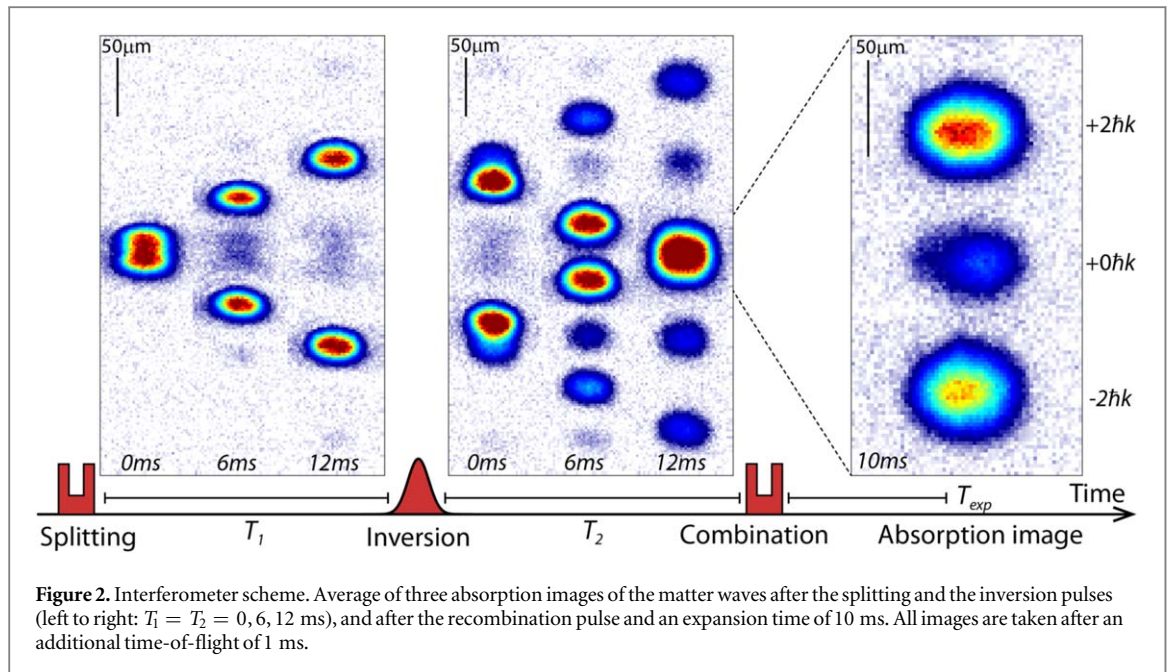 50μm
50μm
50μm
+2ħk
+0ħk
-2ħk
0ms 6ms 12ms
0ms 6ms 12ms
10ms
T1 T2 Texp Time
Splitting Inversion Combination Absorption image
Figure 2. Interferometer scheme. Average of three absorption images of the matter waves after the splitting and the inversion pulses
(left to right: T1 = T2 = 0, 6, 12 ms), and after the recombination pulse and an expansion time of 10 ms. All images are taken after an
additional time-of-flight of 1 ms.